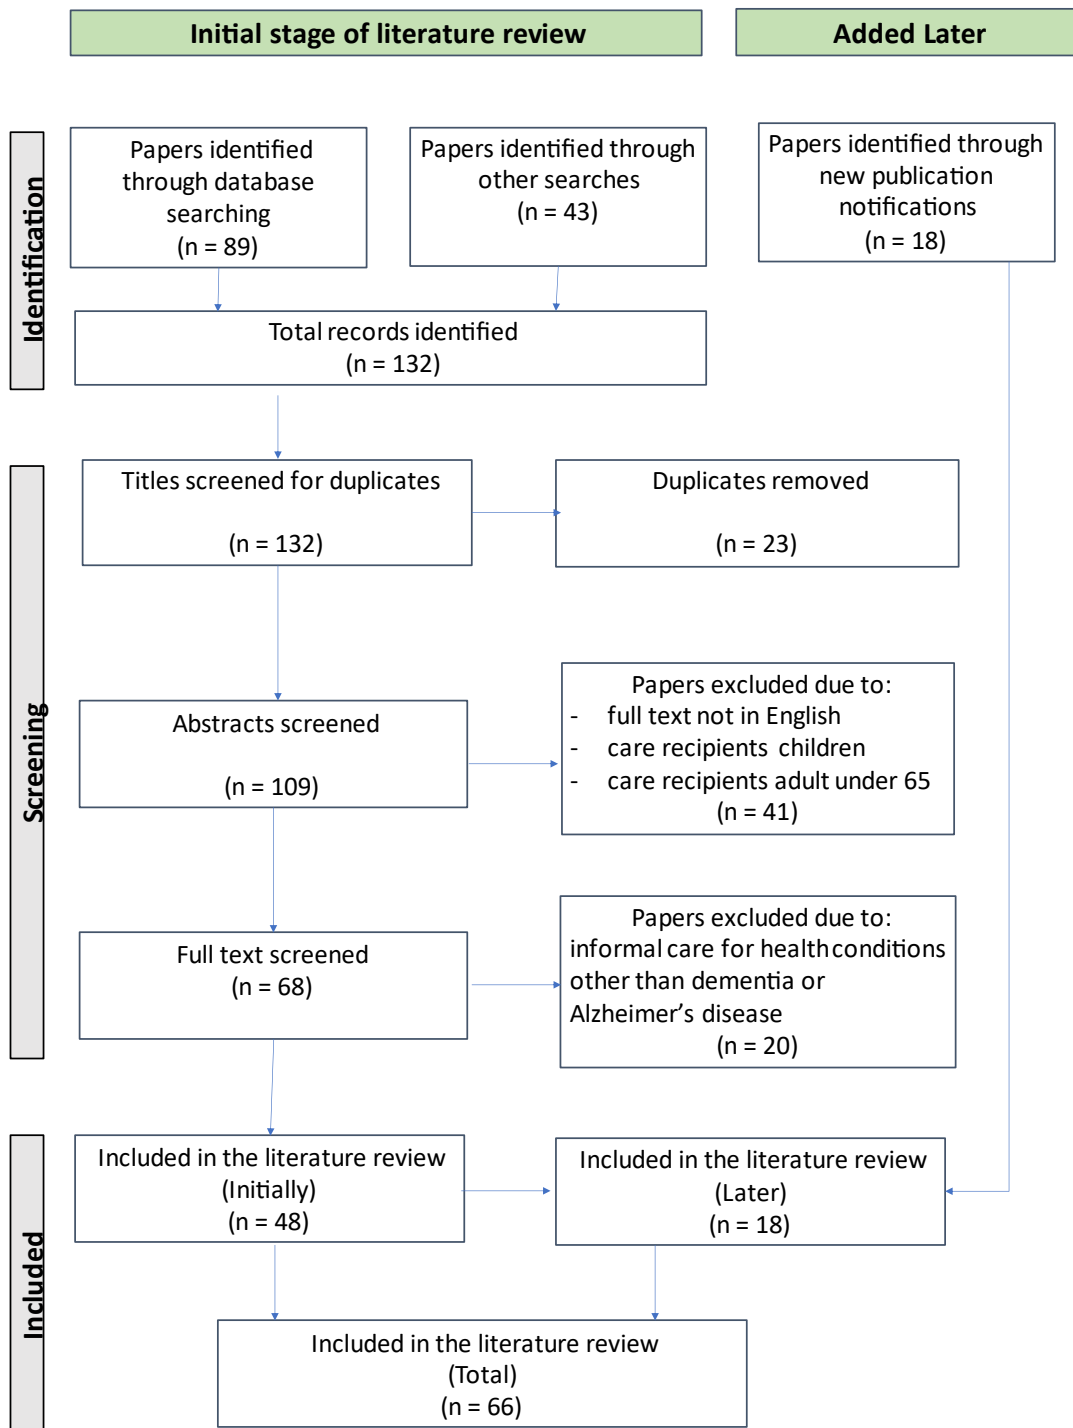 Initial stage of literature review
Added Later
Identification
Papers identified
through database
searching
(n = 89)
Papers identified through
other searches
(n = 43)
Papers identified through
new publication
notifications
(n = 18)
Total records identified
(n = 132)
Screening
Titles screened for duplicates
(n = 132)
Duplicates removed
(n = 23)
Abstracts screened
(n = 109)
Papers excluded due to:
- full text not in English
- care recipients children
- care recipients adult under 65
(n = 41)
Full text screened
(n = 68)
Papers excluded due to:
informal care for health conditions
other than dementia or
Alzheimer's disease
(n = 20)
Included
Included in the literature review
(Initially)
(n = 48)
Included in the literature review
(Later)
(n = 18)
Included in the literature review
(Total)
(n = 66)